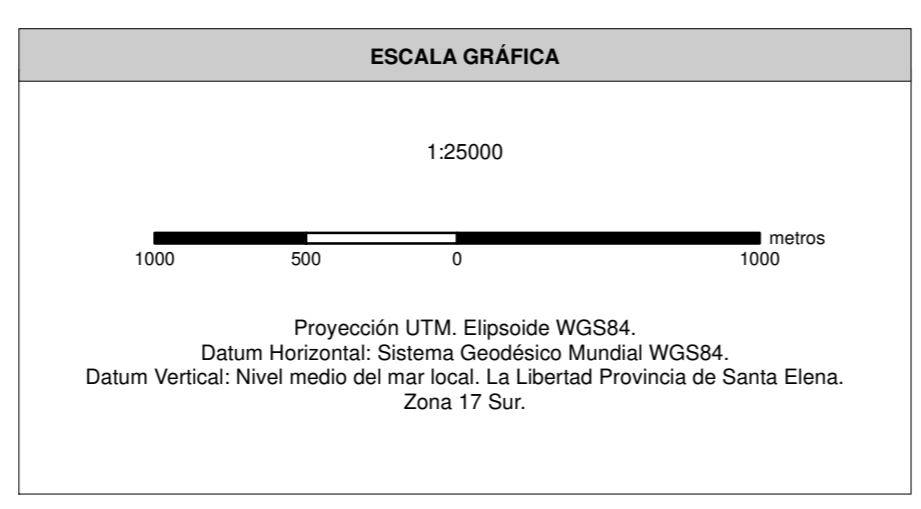 ESCALA GRÁFICA
1:25000
metros
1000 500 0 1000
Proyección UTM. Elipsoide WGS84.
Datum Horizontal: Sistema Geodésico Mundial WGS84.
Datum Vertical: Nivel medio del mar local. La Libertad Provincia de Santa Elena.
Zona 17 Sur.